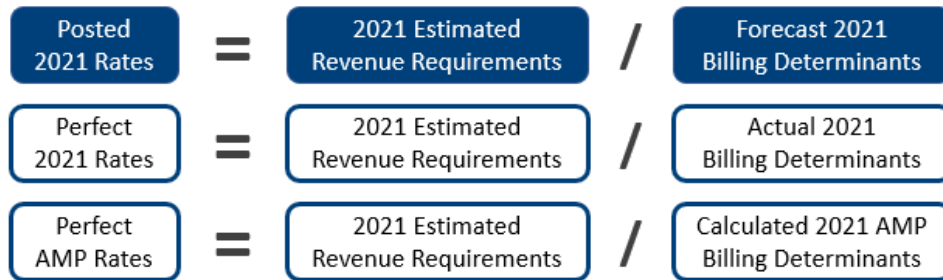 Posted
2021 Rates
=
2021 Estimated
Revenue Requirements
/
Forecast 2021
Billing Determinants
Perfect
2021 Rates
=
2021 Estimated
Revenue Requirements
/
Actual 2021
Billing Determinants
Perfect
AMP Rates
=
2021 Estimated
Revenue Requirements
/
Calculated 2021 AMP
Billing Determinants